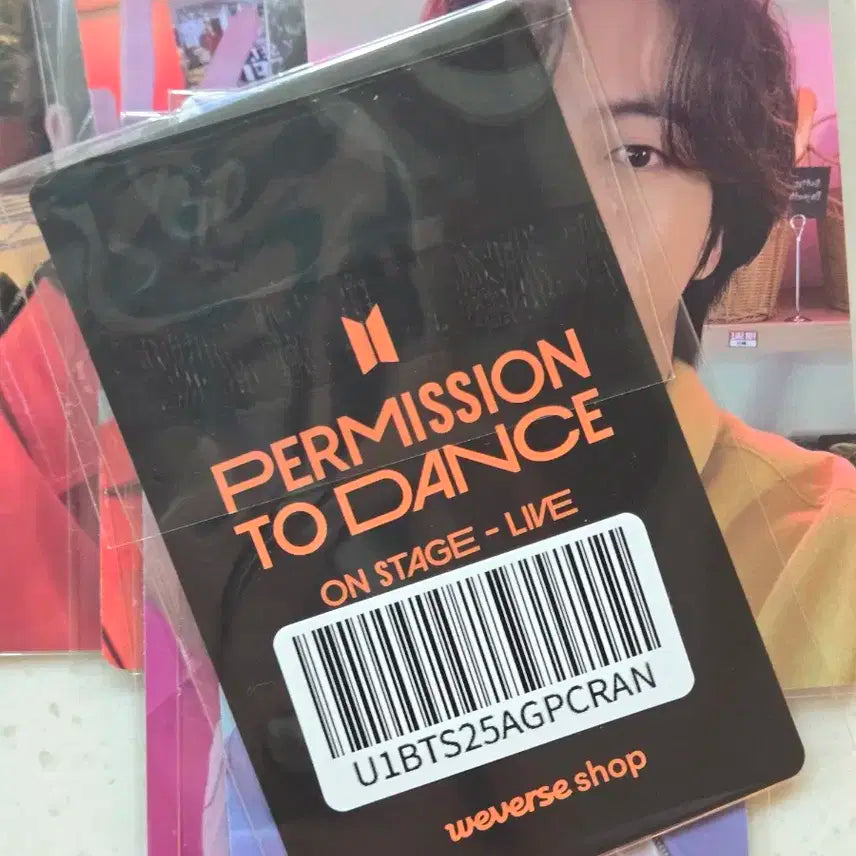 PERMISSION
TO DANCE
ON STAGE - LIVE
U1BTS25AGPCRAN
weverse shop